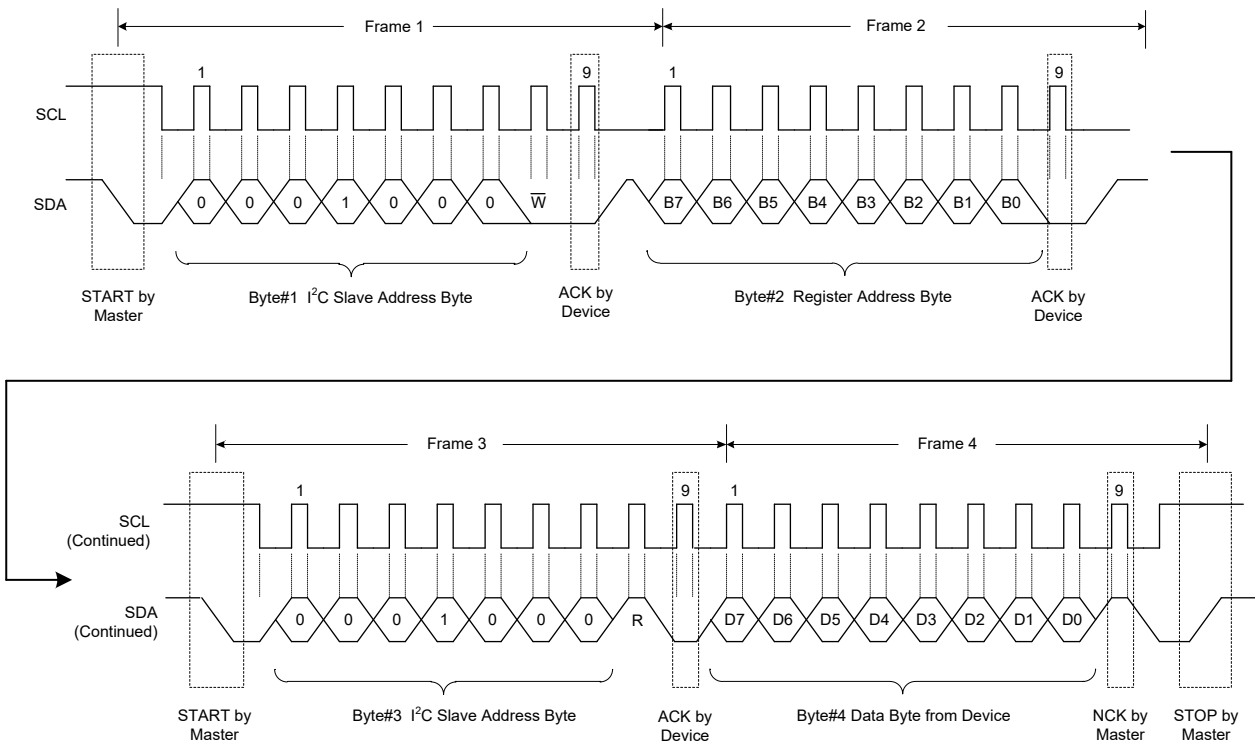 Frame 1 Frame 2
1 9 1 9
SCL
SDA 0 0 0 1 0 0 0 W̅ B7 B6 B5 B4 B3 B2 B1 B0
START by
Master
Byte#1 I²C Slave Address Byte
ACK by
Device
Byte#2 Register Address Byte
ACK by
Device
Frame 3 Frame 4
1 9 1 9
SCL
(Continued)
SDA
(Continued)
0 0 0 1 0 0 0 R D7 D6 D5 D4 D3 D2 D1 D0
START by
Master
Byte#3 I²C Slave Address Byte
ACK by
Device
Byte#4 Data Byte from Device
NCK by
Master
STOP by
Master